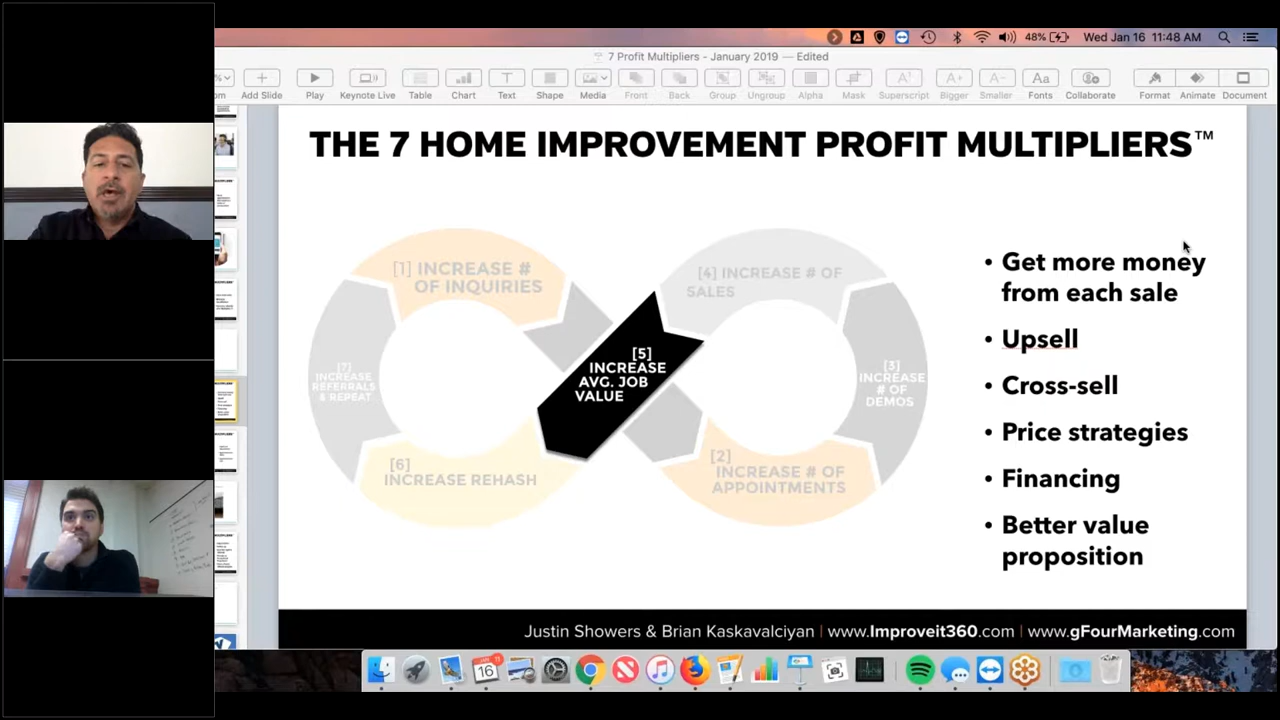 48%
Wed Jan 16 11:48 AM
7 Profit Multipliers - January 2019 — Edited
Add Slide
Play
Keynote Live
Table
Chart
Text
Shape
Media
Front
Back
Group
Ungroup
Alpha
Mask
Superscript
Bigger
Smaller
Fonts
Collaborate
Format
Animate
Document
THE 7 HOME IMPROVEMENT PROFIT MULTIPLIERS™
[1] INCREASE #
OF INQUIRIES
[4] INCREASE # OF
SALES
[5]
INCREASE
AVG. JOB
VALUE
[7]
INCREASE
REFERRALS
& REPEAT
[3]
INCREASE
# OF
DEMOS
[6]
INCREASE REHASH
[2]
INCREASE # OF
APPOINTMENTS
• Get more money
from each sale
• Upsell
• Cross-sell
• Price strategies
• Financing
• Better value
proposition
Justin Showers & Brian Kaskavalciyan | www.Improveit360.com | www.gFourMarketing.com
16